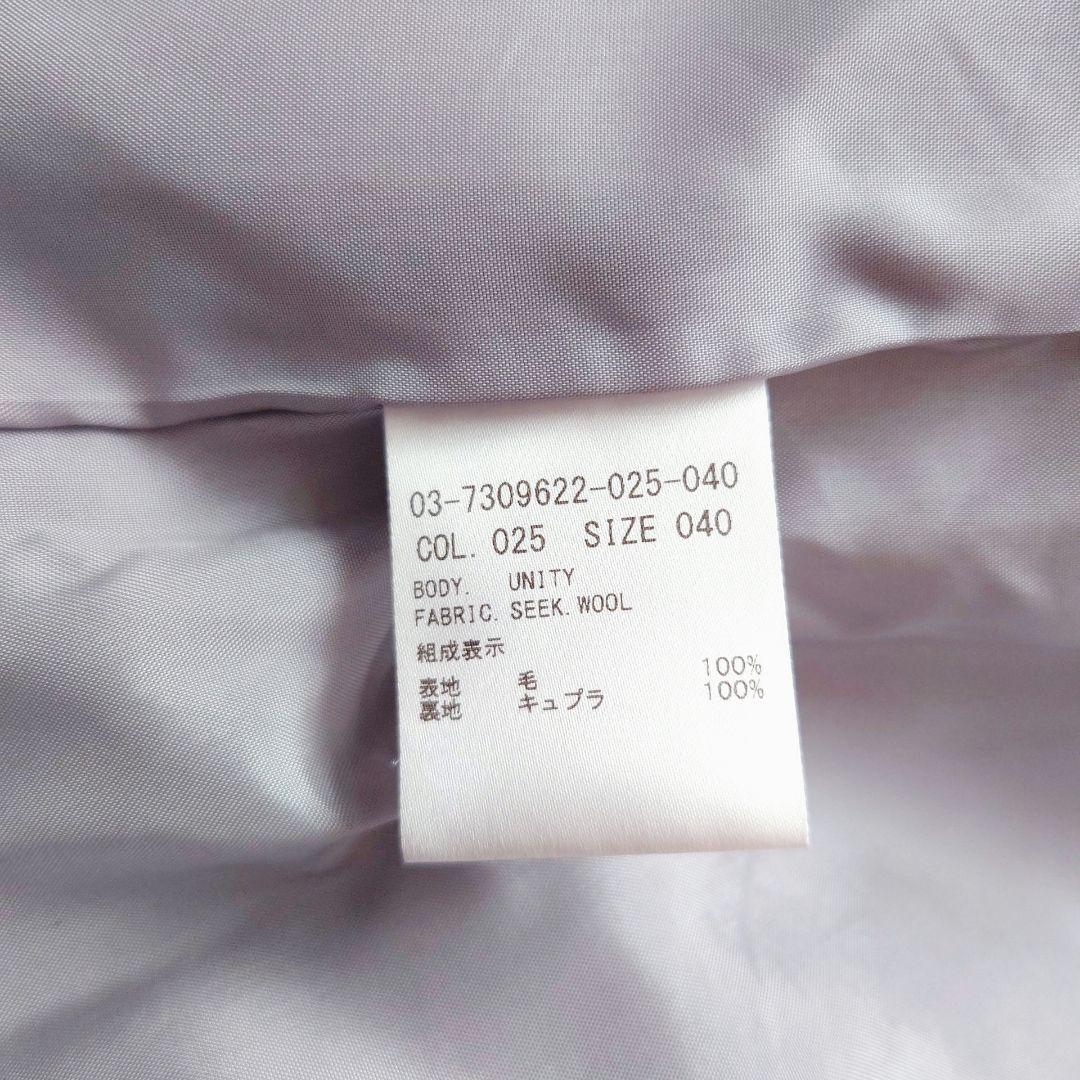 03-7309622-025-040
COL. 025 SIZE 040
BODY. UNITY
FABRIC. SEEK. WOOL
組成表示
表地 毛 100%
裏地 キュプラ 100%